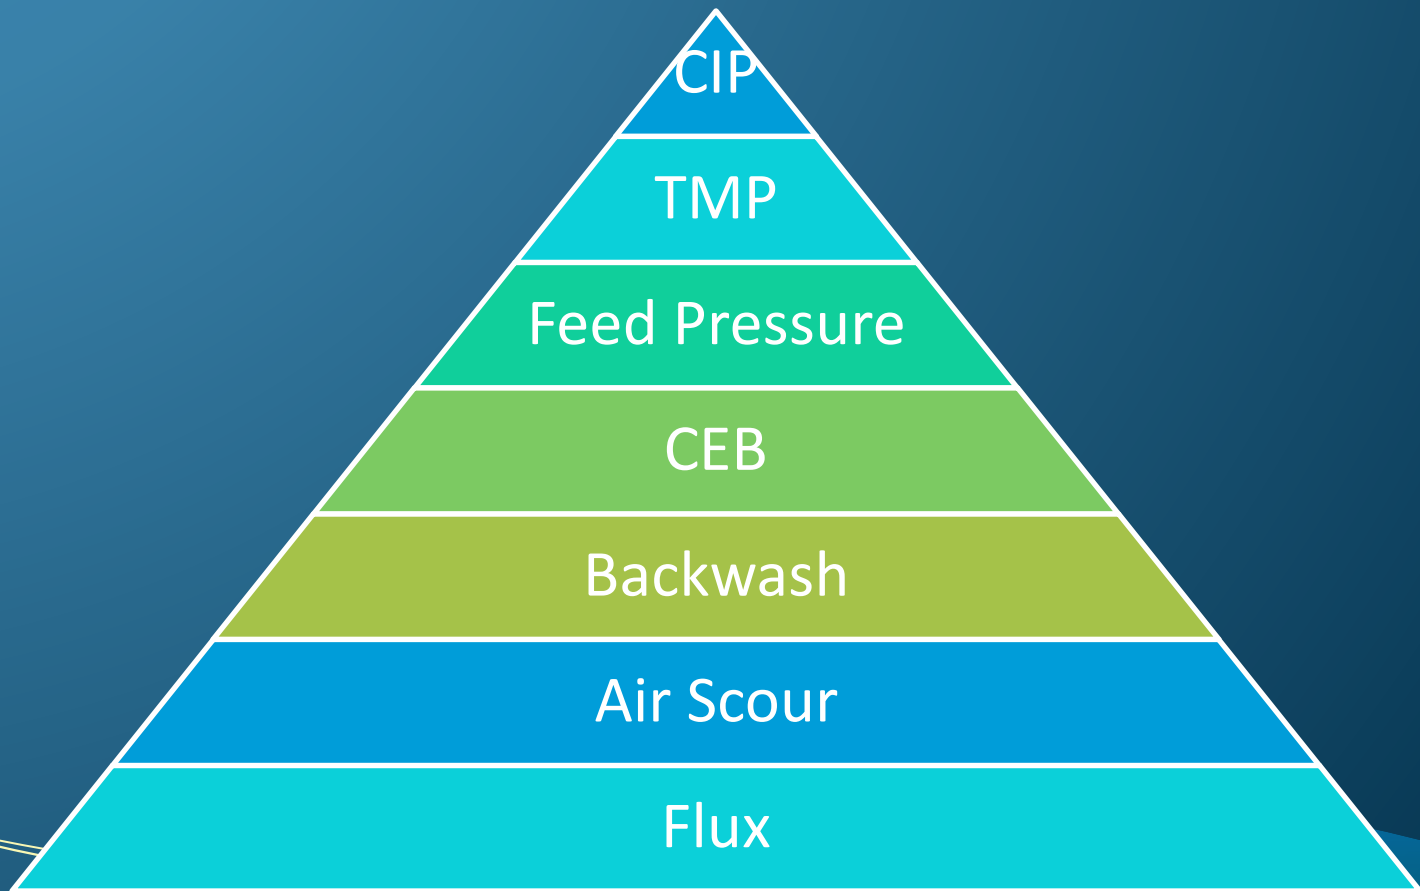 CIP
TMP
Feed Pressure
CEB
Backwash
Air Scour
Flux